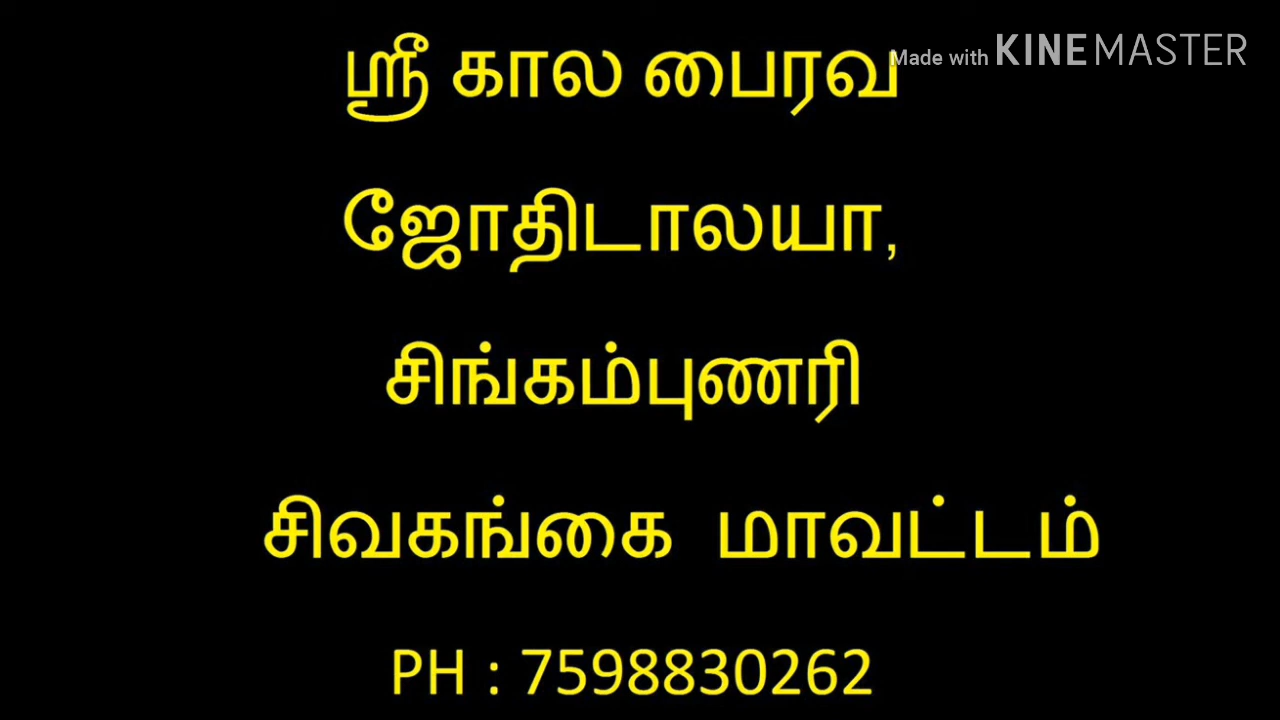 ஸ்ரீ கால பைரவ
Made with KINEMASTER
ஜோதிடாலயா,
சிங்கம்புணரி
சிவகங்கை மாவட்டம்
PH : 7598830262